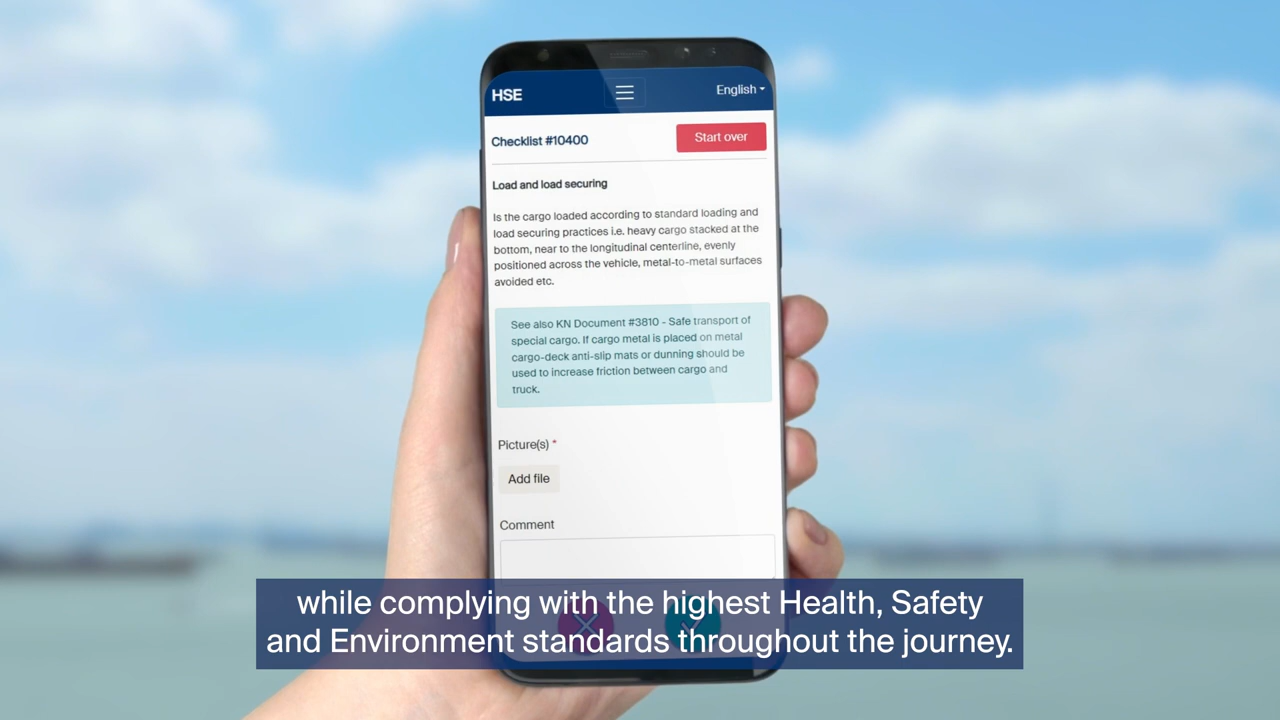 HSE
English
Checklist #10400
Start over
Load and load securing
Is the cargo loaded according to standard loading and
load securing practices i.e. heavy cargo stacked at the
bottom, near to the longitudinal centerline, evenly
positioned across the vehicle, metal-to-metal surfaces
avoided etc.
See also KN Document #3810 - Safe transport of
special cargo. If cargo metal is placed on metal
cargo-deck anti-slip mats or dunning should be
used to increase friction between cargo and
truck.
Picture(s) *
Add file
Comment
while complying with the highest Health, Safety
and Environment standards throughout the journey.